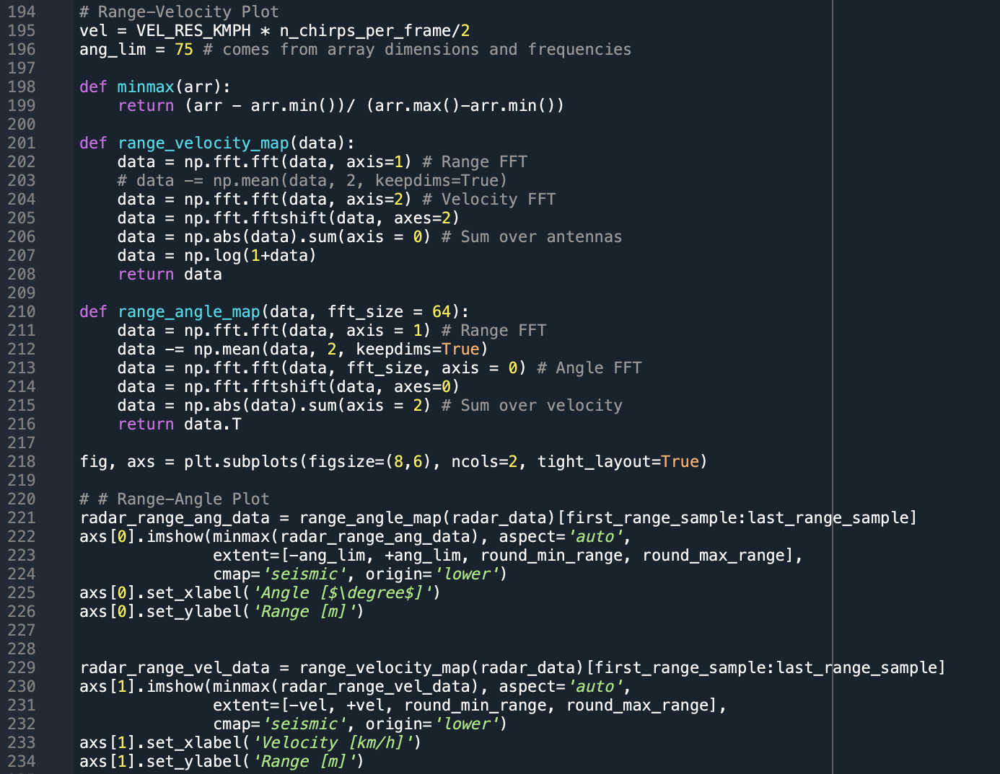 194 # Range-Velocity Plot
195 vel = VEL_RES_KMPH * n_chirps_per_frame/2
196 ang_lim = 75 # comes from array dimensions and frequencies
197
198 def minmax(arr):
199     return (arr - arr.min())/ (arr.max()-arr.min())
200
201 def range_velocity_map(data):
202     data = np.fft.fft(data, axis=1) # Range FFT
203     # data -= np.mean(data, 2, keepdims=True)
204     data = np.fft.fft(data, axis=2) # Velocity FFT
205     data = np.fft.fftshift(data, axes=2)
206     data = np.abs(data).sum(axis = 0) # Sum over antennas
207     data = np.log(1+data)
208     return data
209
210 def range_angle_map(data, fft_size = 64):
211     data = np.fft.fft(data, axis = 1) # Range FFT
212     data -= np.mean(data, 2, keepdims=True)
213     data = np.fft.fft(data, fft_size, axis = 0) # Angle FFT
214     data = np.fft.fftshift(data, axes=0)
215     data = np.abs(data).sum(axis = 2) # Sum over velocity
216     return data.T
217
218 fig, axs = plt.subplots(figsize=(8,6), ncols=2, tight_layout=True)
219
220 # # Range-Angle Plot
221 radar_range_ang_data = range_angle_map(radar_data)[first_range_sample:last_range_sample]
222 axs[0].imshow(minmax(radar_range_ang_data), aspect='auto',
223               extent=[-ang_lim, +ang_lim, round_min_range, round_max_range],
224               cmap='seismic', origin='lower')
225 axs[0].set_xlabel('Angle [$\degree$]')
226 axs[0].set_ylabel('Range [m]')
227
228
229 radar_range_vel_data = range_velocity_map(radar_data)[first_range_sample:last_range_sample]
230 axs[1].imshow(minmax(radar_range_vel_data), aspect='auto',
231               extent=[-vel, +vel, round_min_range, round_max_range],
232               cmap='seismic', origin='lower')
233 axs[1].set_xlabel('Velocity [km/h]')
234 axs[1].set_ylabel('Range [m]')